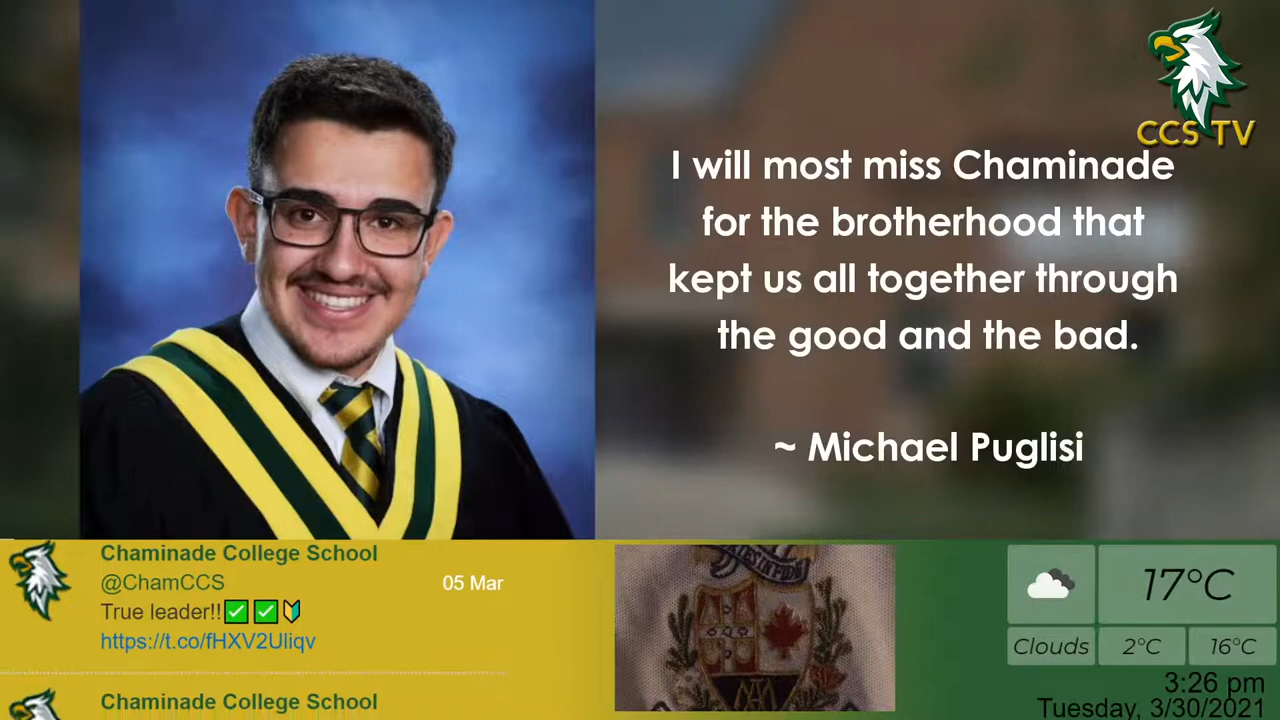 CCS TV
I will most miss Chaminade
for the brotherhood that
kept us all together through
the good and the bad.
~ Michael Puglisi
Chaminade College School
@ChamCCS
05 Mar
True leader!!✅✅🔰
https://t.co/fHXV2Uliqv
Chaminade College School
17°C
Clouds
2°C
16°C
3:26 pm
Tuesday, 3/30/2021